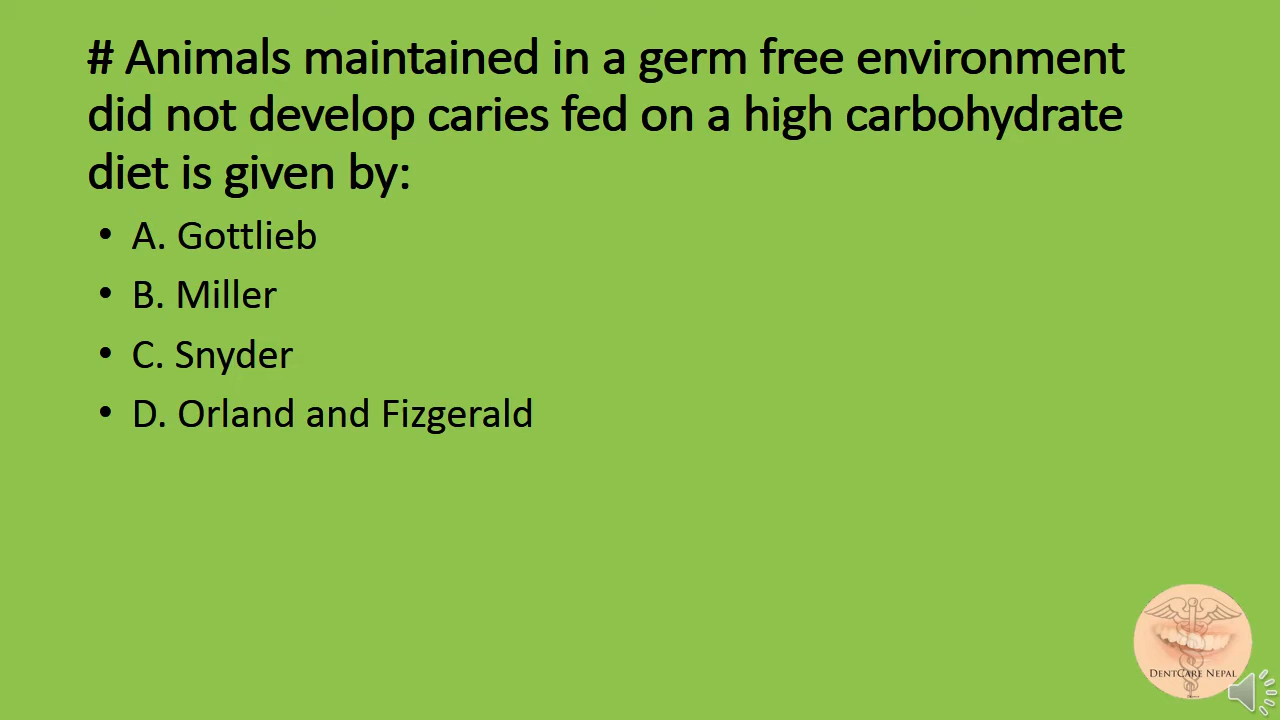 # Animals maintained in a germ free environment
did not develop caries fed on a high carbohydrate
diet is given by:
• A. Gottlieb
• B. Miller
• C. Snyder
• D. Orland and Fizgerald
DENTCARE NEPAL